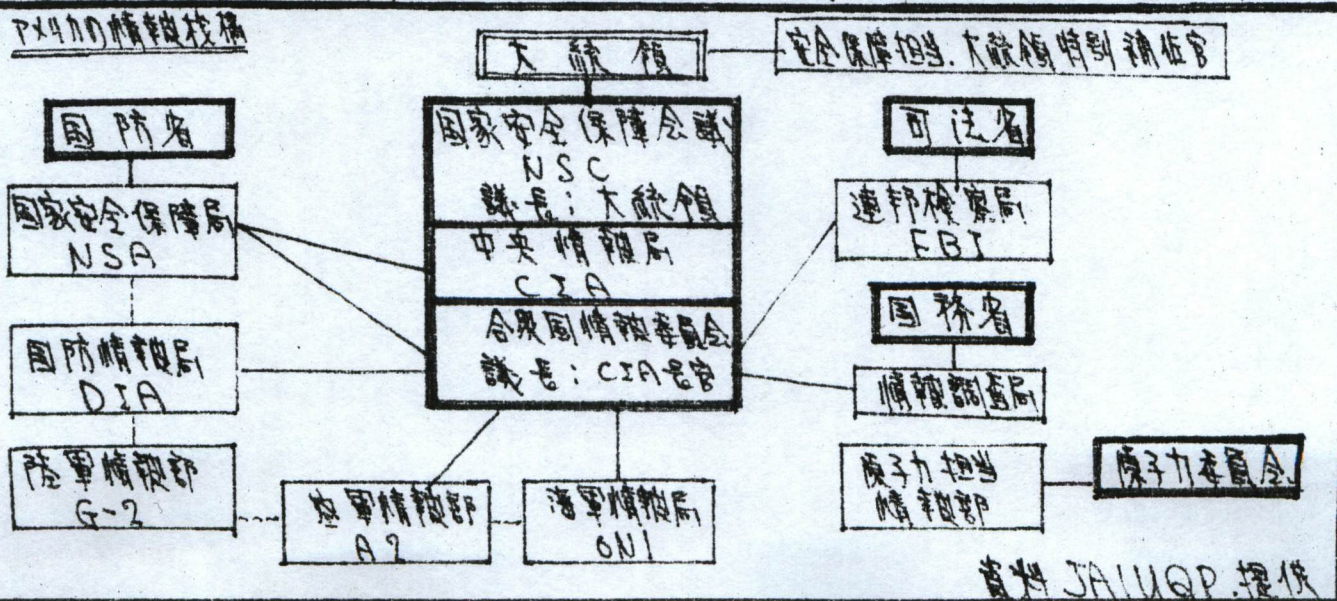 アメリカの情報機構
大統領
安全保障担当.大統領特別補佐官
国防省
国家安全保障会議
NSC
議長:大統領
司法省
国家安全保障局
NSA
中央情報局
CIA
連邦検察局
FBI
合衆国情報委員会
議長:CIA長官
国務省
国防情報局
DIA
情報調査局
陸軍情報部
G-2
空軍情報部
A2
海軍情報局
ONI
原子力担当
情報部
原子力委員会
資料 JA1UQP.提供